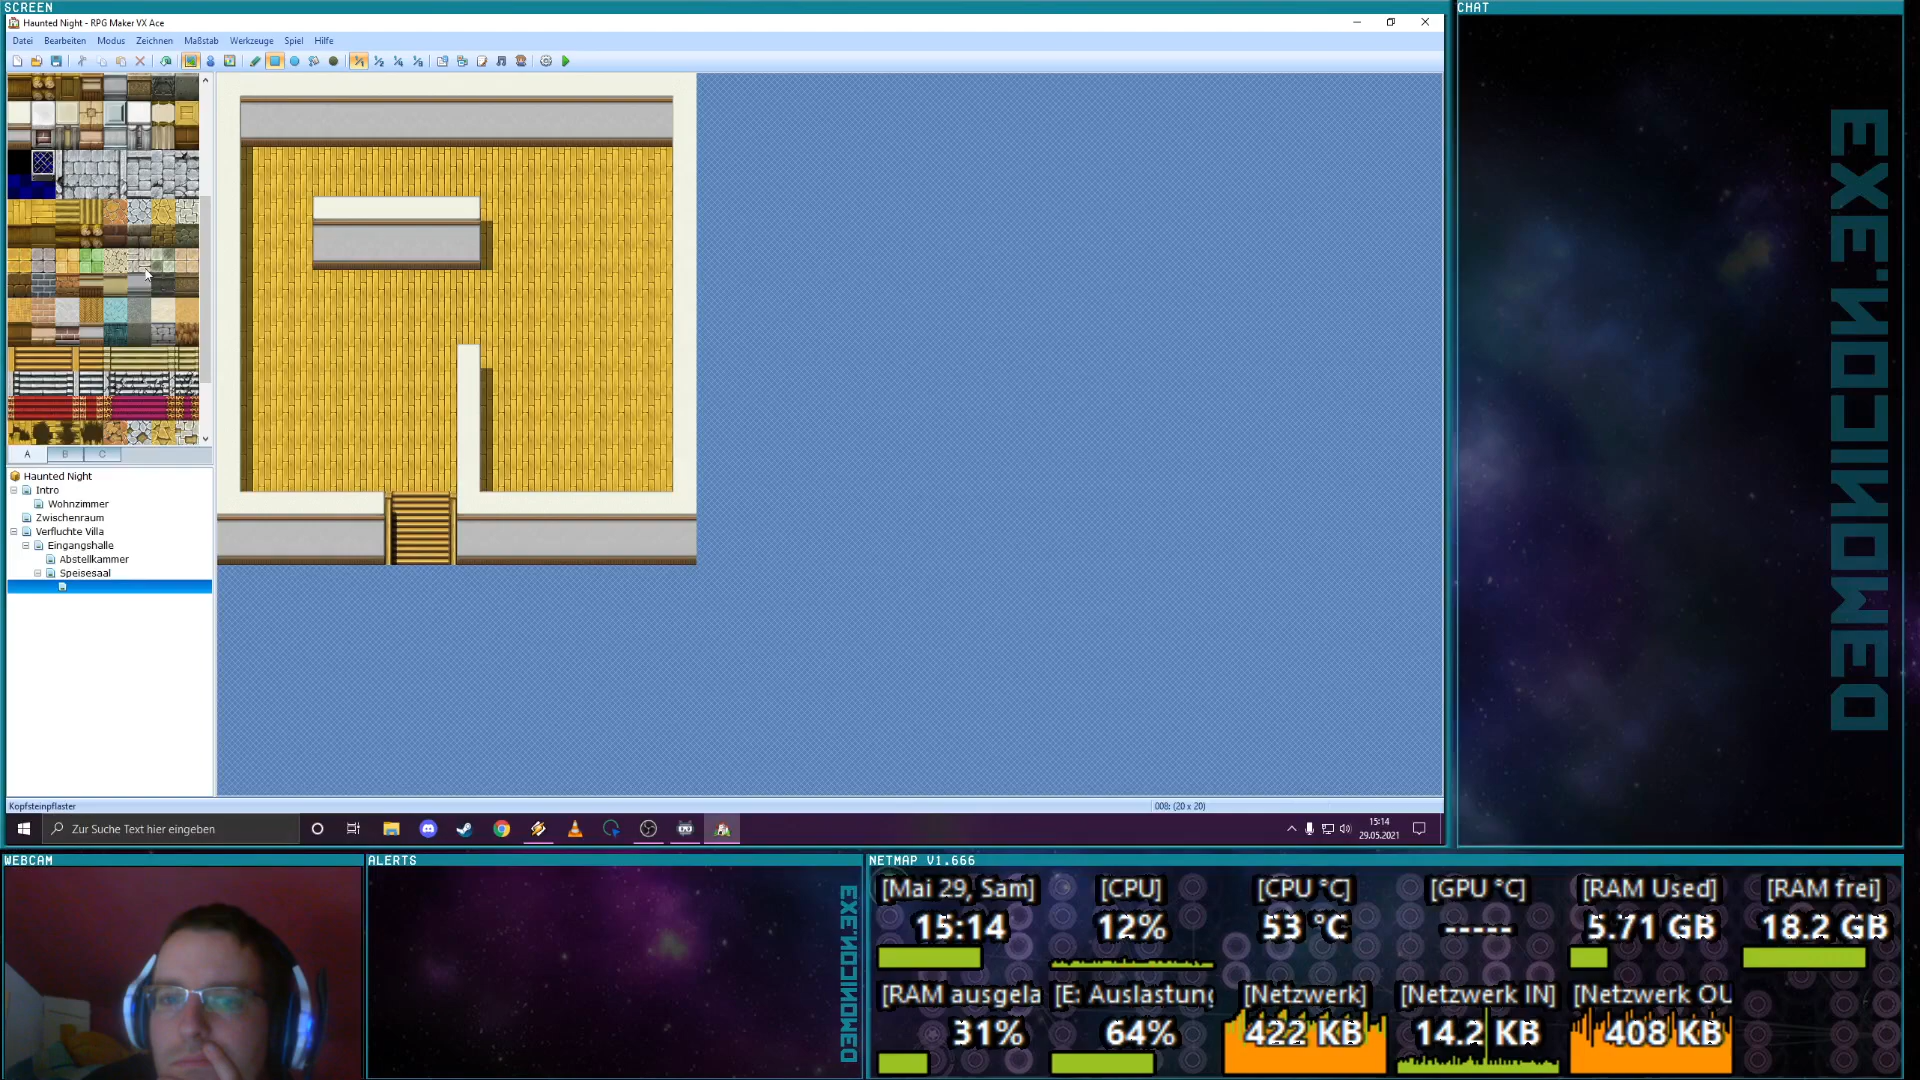 SCREEN
CHAT
Haunted Night - RPG Maker VX Ace
Datei Bearbeiten Modus Zeichnen Maßstab Werkzeuge Spiel Hilfe
A B C
Haunted Night
Intro
Wohnzimmer
Zwischenraum
Verfluchte Villa
Eingangshalle
Abstellkammer
Speisesaal
Kopfsteinpflaster
008: (20 x 20)
Zur Suche Text hier eingeben
15:14
29.05.2021
WEBCAM
ALERTS
NETMAP V1.666
[Mai 29, Sam] [CPU] [CPU °C] [GPU °C] [RAM Used] [RAM frei]
15:14 12% 53 °C ----- 5.71 GB 18.2 GB
[RAM ausgela [E: Auslastung [Netzwerk] [Netzwerk IN] [Netzwerk OU
31% 64% 422 KB 14.2 KB 408 KB